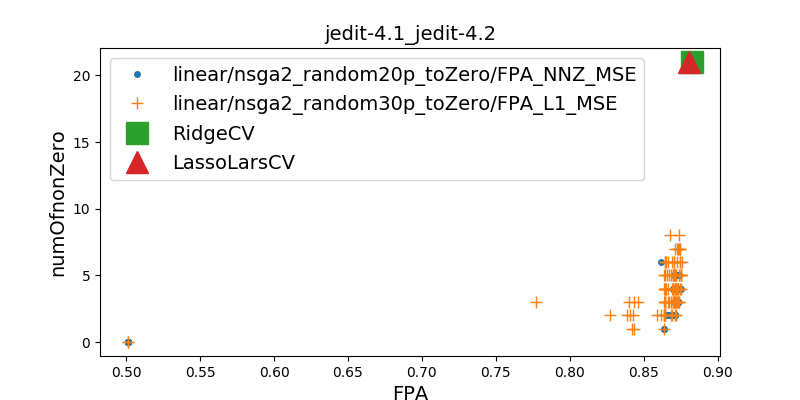 jedit-4.1_jedit-4.2
linear/nsga2_random20p_toZero/FPA_NNZ_MSE
linear/nsga2_random30p_toZero/FPA_L1_MSE
RidgeCV
LassoLarsCV
numOfnonZero
20
15
10
5
0
0.50 0.55 0.60 0.65 0.70 0.75 0.80 0.85 0.90
FPA